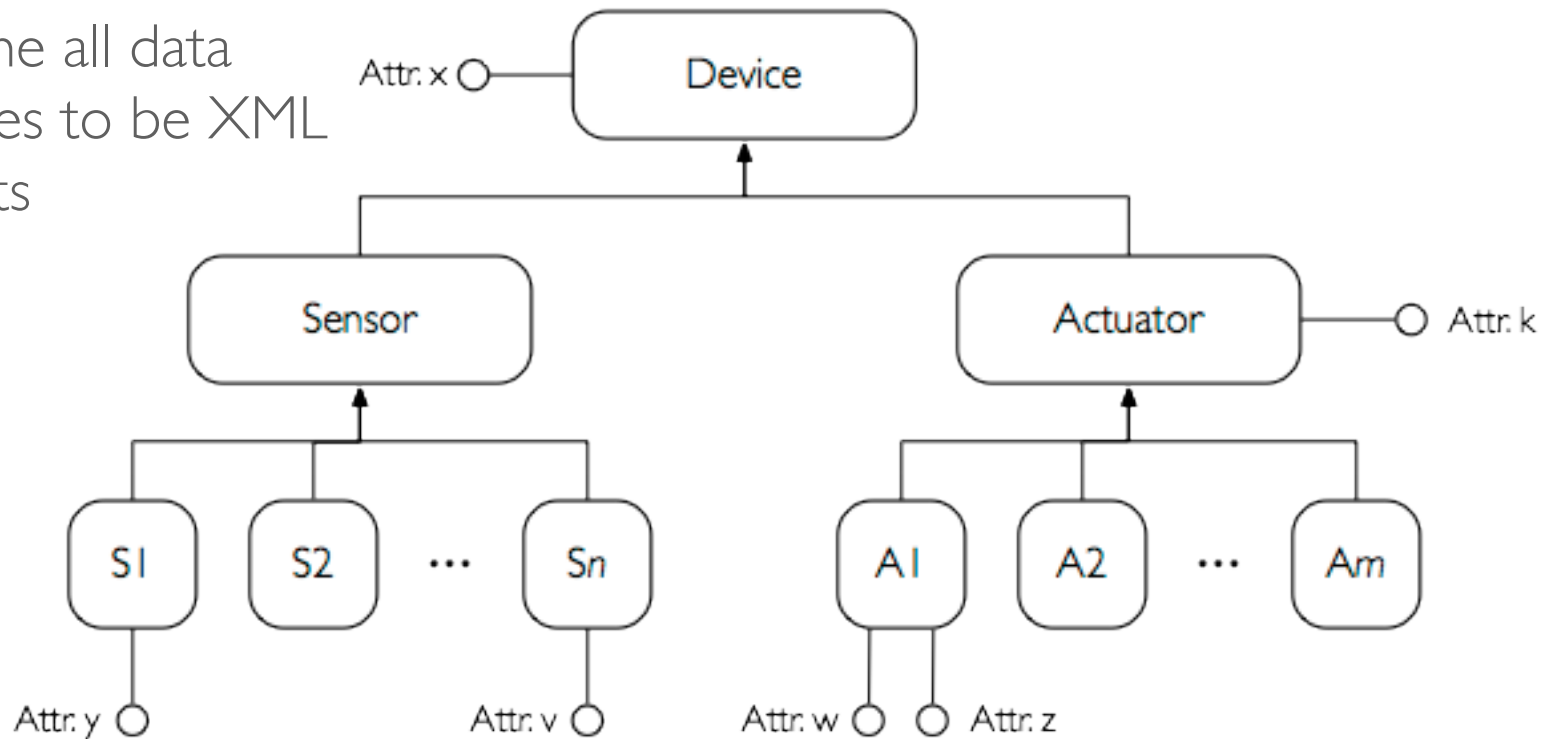 ne all data
es to be XML
ts
Attr. x
Device
Sensor
Actuator
Attr. k
S1
S2
...
Sn
A1
A2
...
Am
Attr. y
Attr. v
Attr. w
Attr. z